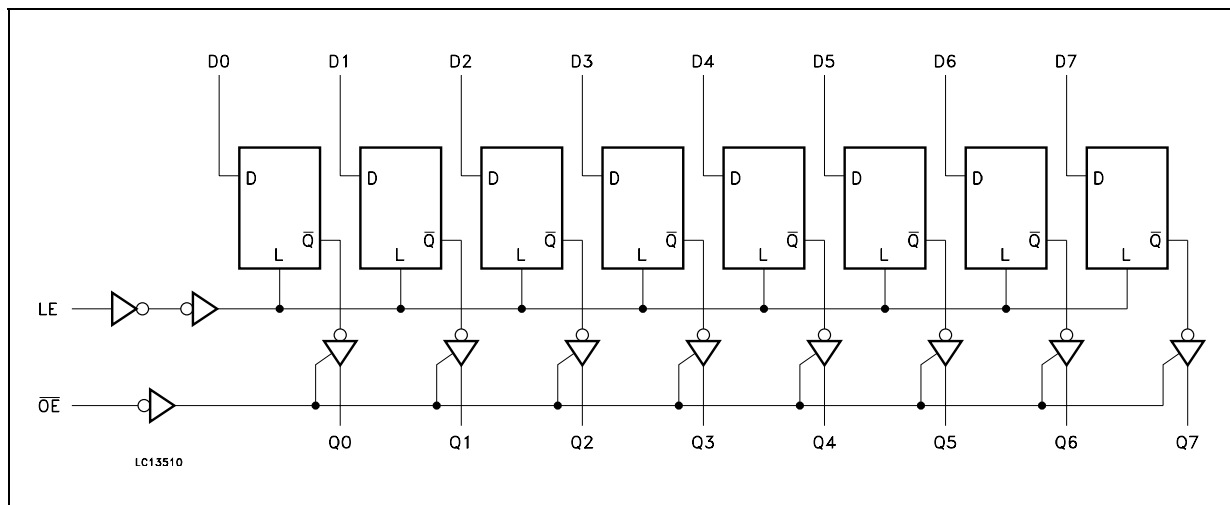 D0 D1 D2 D3 D4 D5 D6 D7
D D D D D D D D
Q̅ Q̅ Q̅ Q̅ Q̅ Q̅ Q̅ Q̅
L L L L L L L L
LE
O̅E̅
Q0 Q1 Q2 Q3 Q4 Q5 Q6 Q7
LC13510